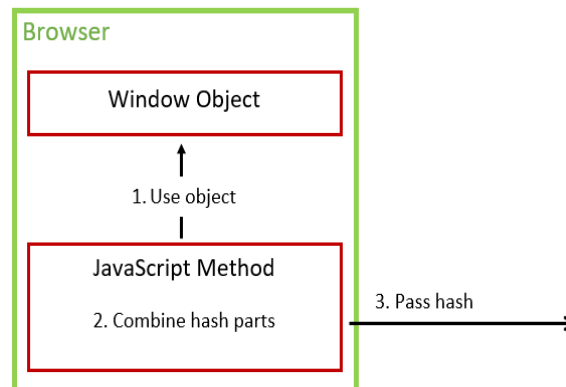 Browser
Window Object
1. Use object
JavaScript Method
2. Combine hash parts
3. Pass hash